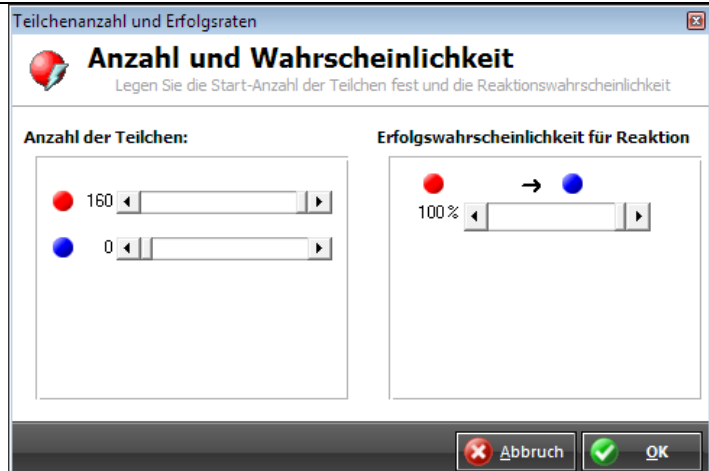 Teilchenanzahl und Erfolgsraten
Anzahl und Wahrscheinlichkeit
Legen Sie die Start-Anzahl der Teilchen fest und die Reaktionswahrscheinlichkeit
Anzahl der Teilchen:
160
0
Erfolgswahrscheinlichkeit für Reaktion
→
100 %
Abbruch
OK